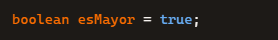 boolean esMayor = true;